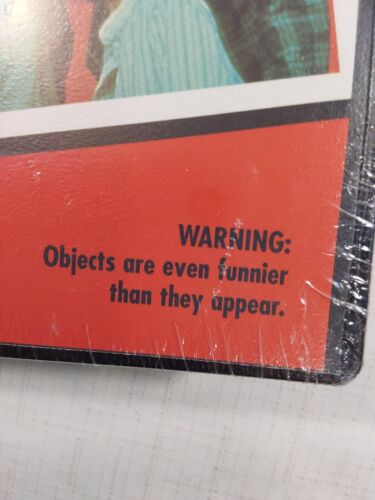 WARNING:
Objects are even funnier
than they appear.